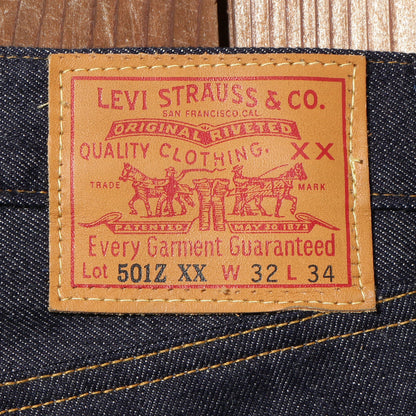 LEVI STRAUSS & CO.
SAN FRANCISCO, CAL.
ORIGINAL RIVETED
QUALITY CLOTHING. XX
TRADE MARK
PATENTED MAY 20 1873
Every Garment Guaranteed
Lot 501Z XX W 32 L 34